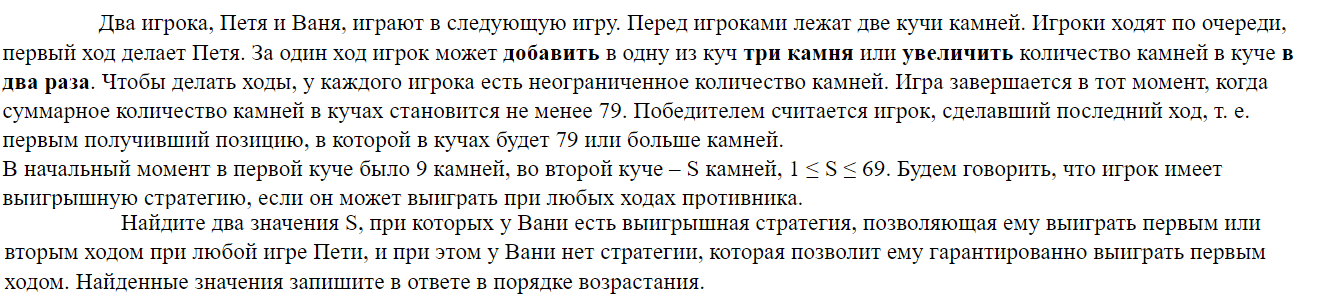 Два игрока, Петя и Ваня, играют в следующую игру. Перед игроками лежат две кучи камней. Игроки ходят по очереди,
первый ход делает Петя. За один ход игрок может добавить в одну из куч три камня или увеличить количество камней в куче в
два раза. Чтобы делать ходы, у каждого игрока есть неограниченное количество камней. Игра завершается в тот момент, когда
суммарное количество камней в кучах становится не менее 79. Победителем считается игрок, сделавший последний ход, т. е.
первым получивший позицию, в которой в кучах будет 79 или больше камней.
В начальный момент в первой куче было 9 камней, во второй куче – S камней, 1 ≤ S ≤ 69. Будем говорить, что игрок имеет
выигрышную стратегию, если он может выиграть при любых ходах противника.
Найдите два значения S, при которых у Вани есть выигрышная стратегия, позволяющая ему выиграть первым или
вторым ходом при любой игре Пети, и при этом у Вани нет стратегии, которая позволит ему гарантированно выиграть первым
ходом. Найденные значения запишите в ответе в порядке возрастания.